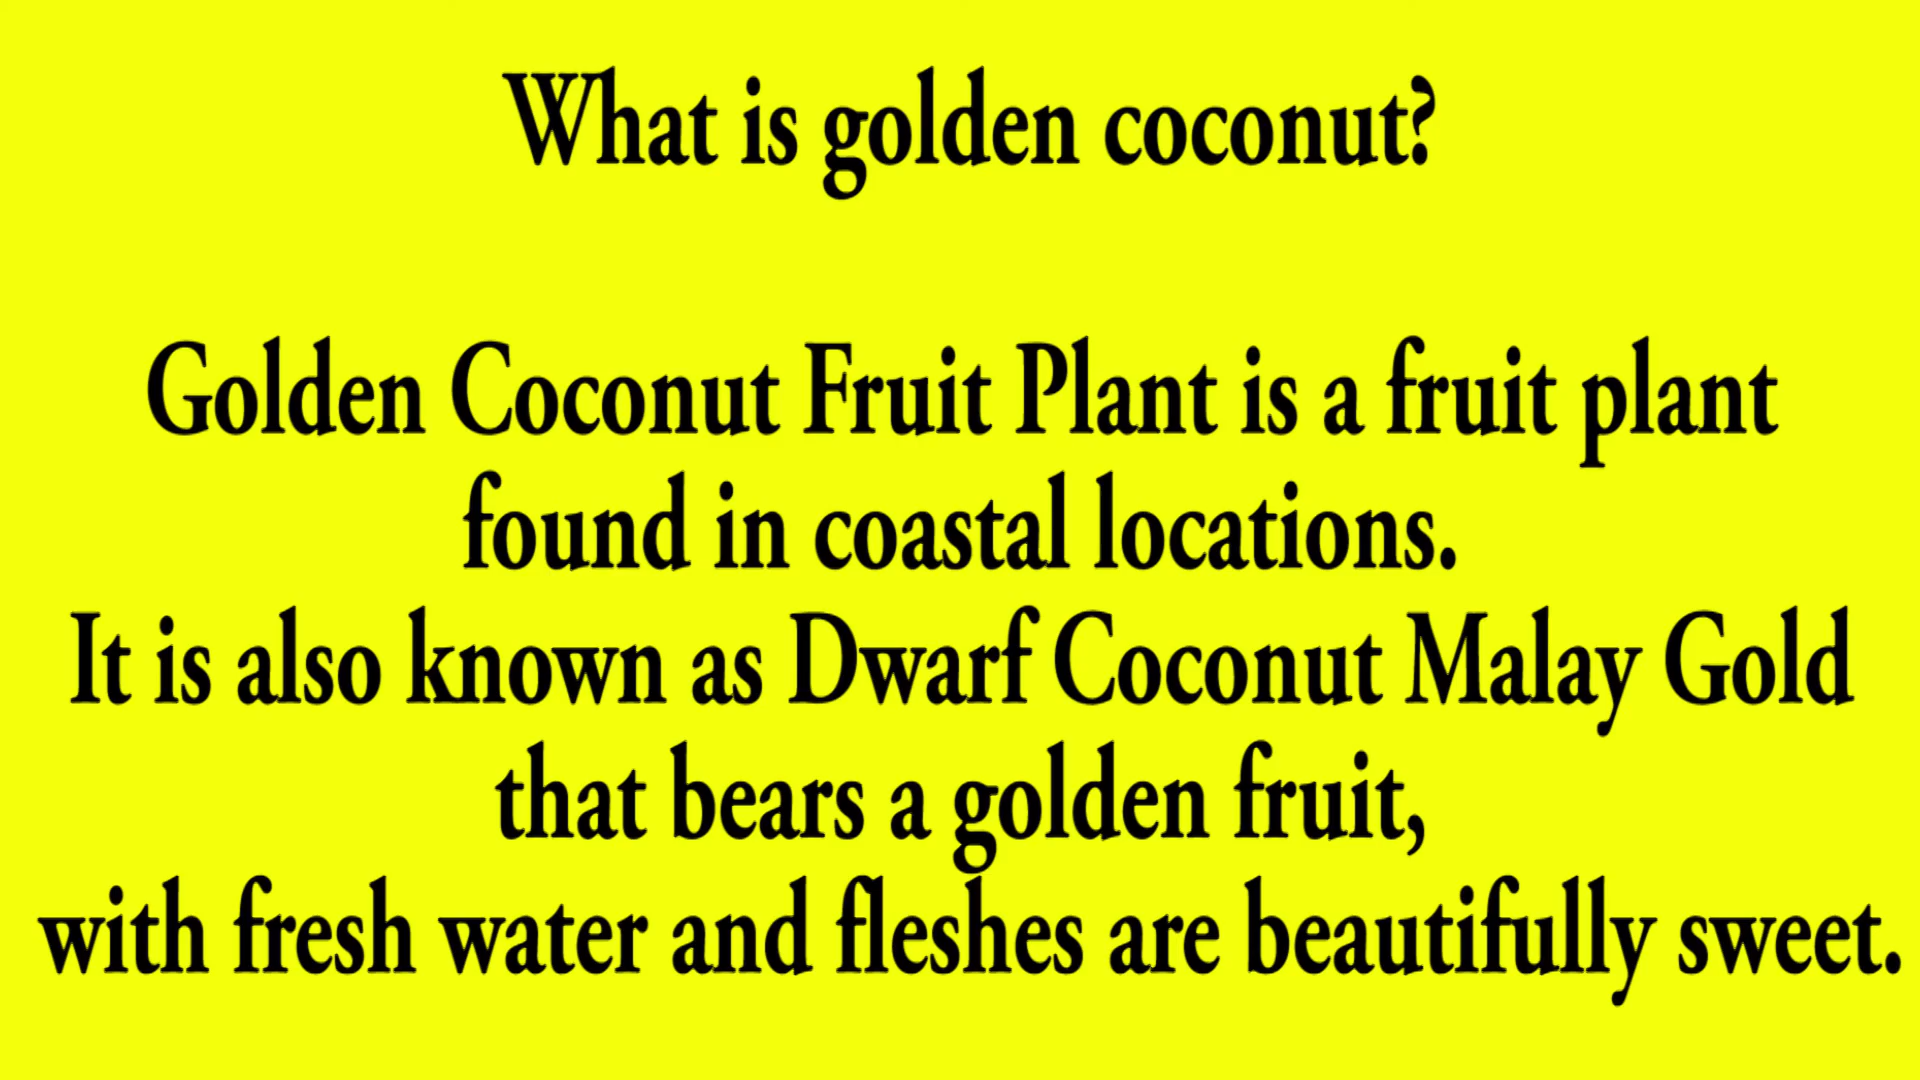 What is golden coconut?
Golden Coconut Fruit Plant is a fruit plant
found in coastal locations.
It is also known as Dwarf Coconut Malay Gold
that bears a golden fruit,
with fresh water and fleshes are beautifully sweet.